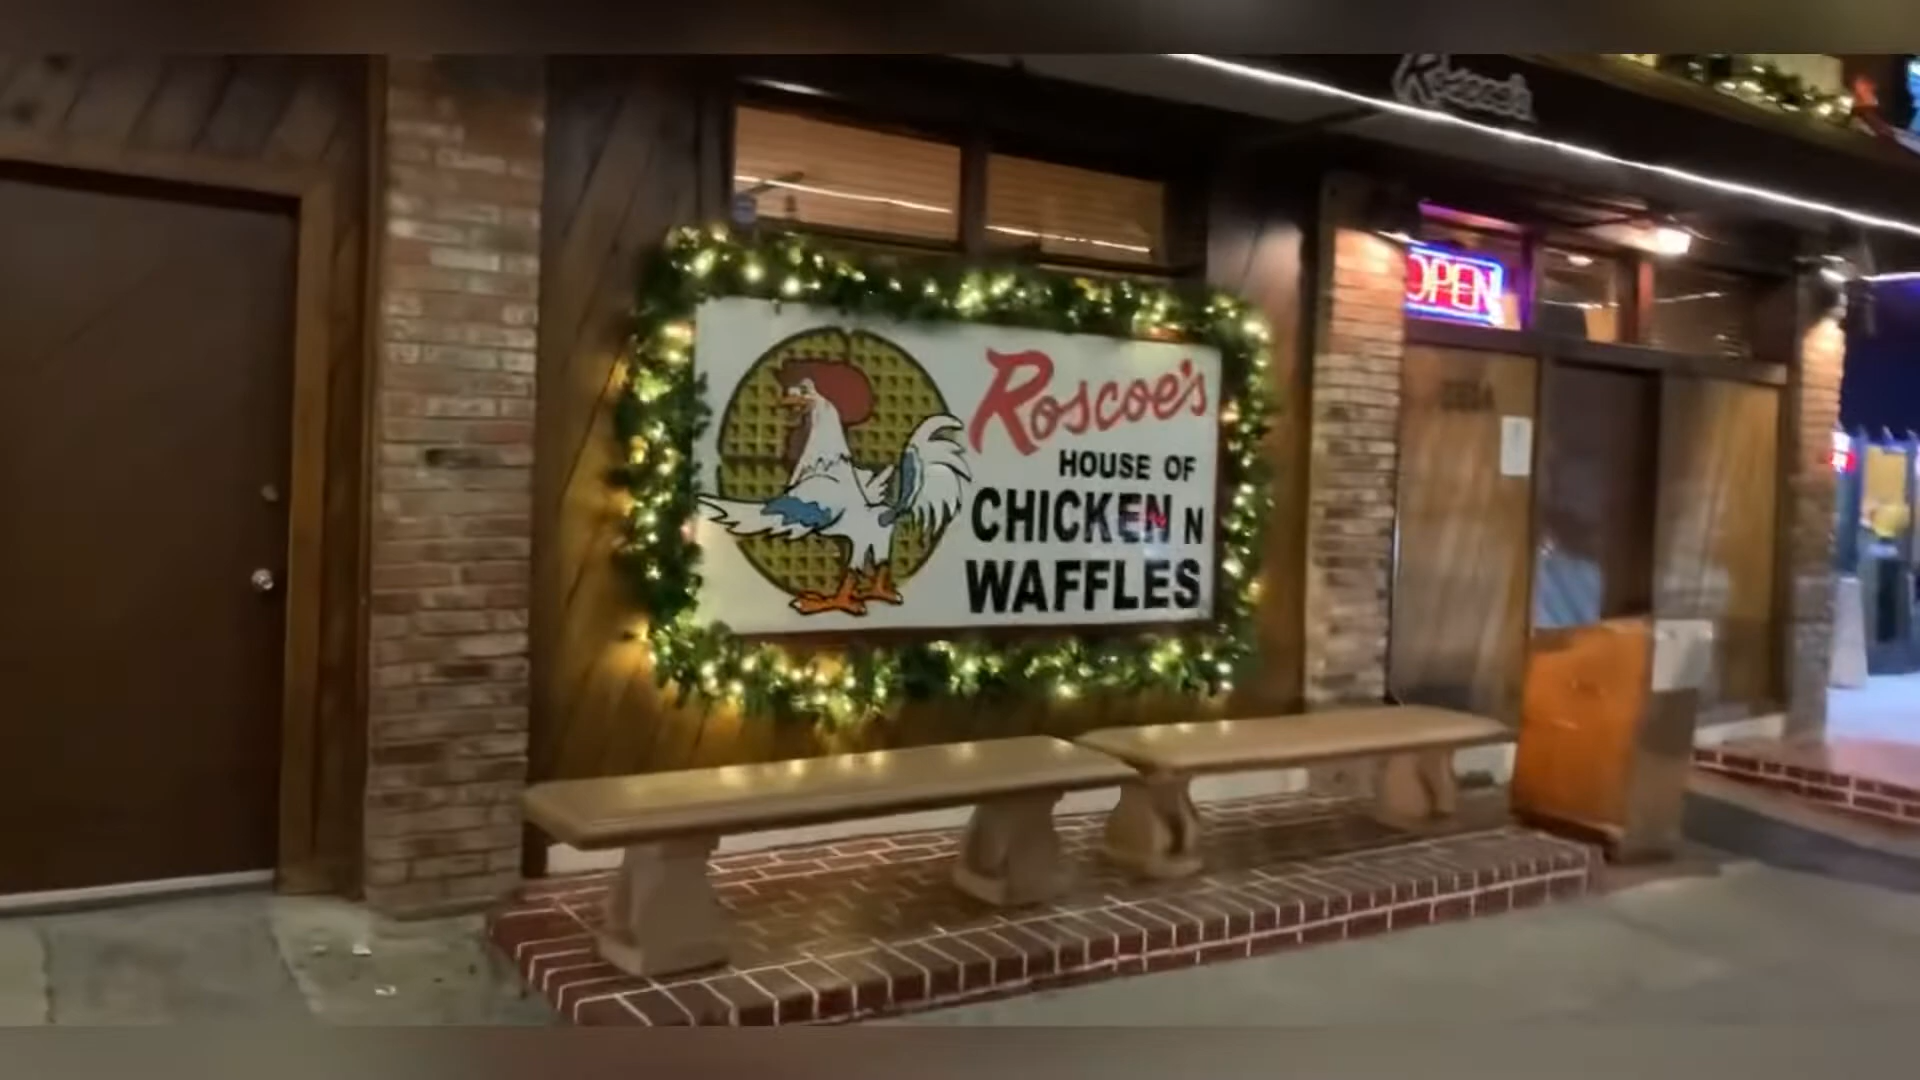 Roscoe's
OPEN
Roscoe's
HOUSE OF
CHICKEN N
WAFFLES